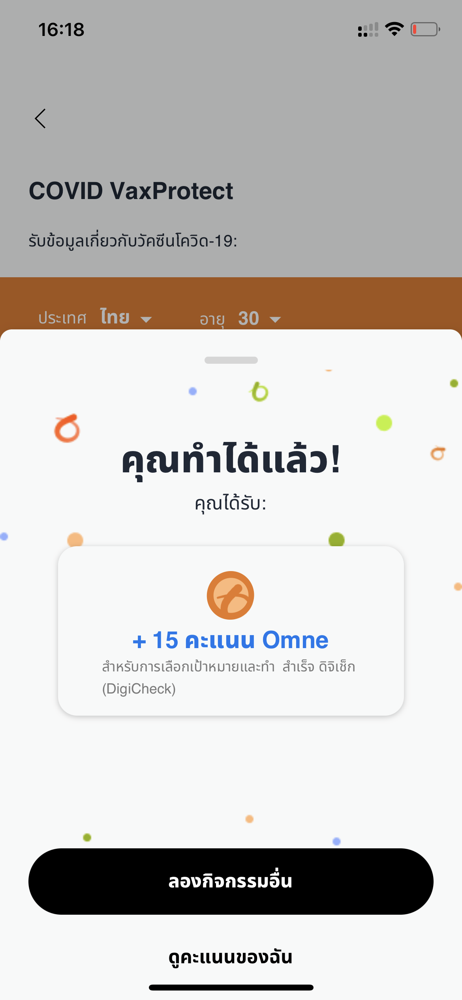 16:18
COVID VaxProtect
รับข้อมูลเกี่ยวกับวัคซีนโควิด-19:
ประเทศ ไทย อายุ 30
คุณทำได้แล้ว!
คุณได้รับ:
+ 15 คะแนน Omne
สำหรับการเลือกเป้าหมายและทำ สำเร็จ ดิจิเช็ก
(DigiCheck)
ลองกิจกรรมอื่น
ดูคะแนนของฉัน